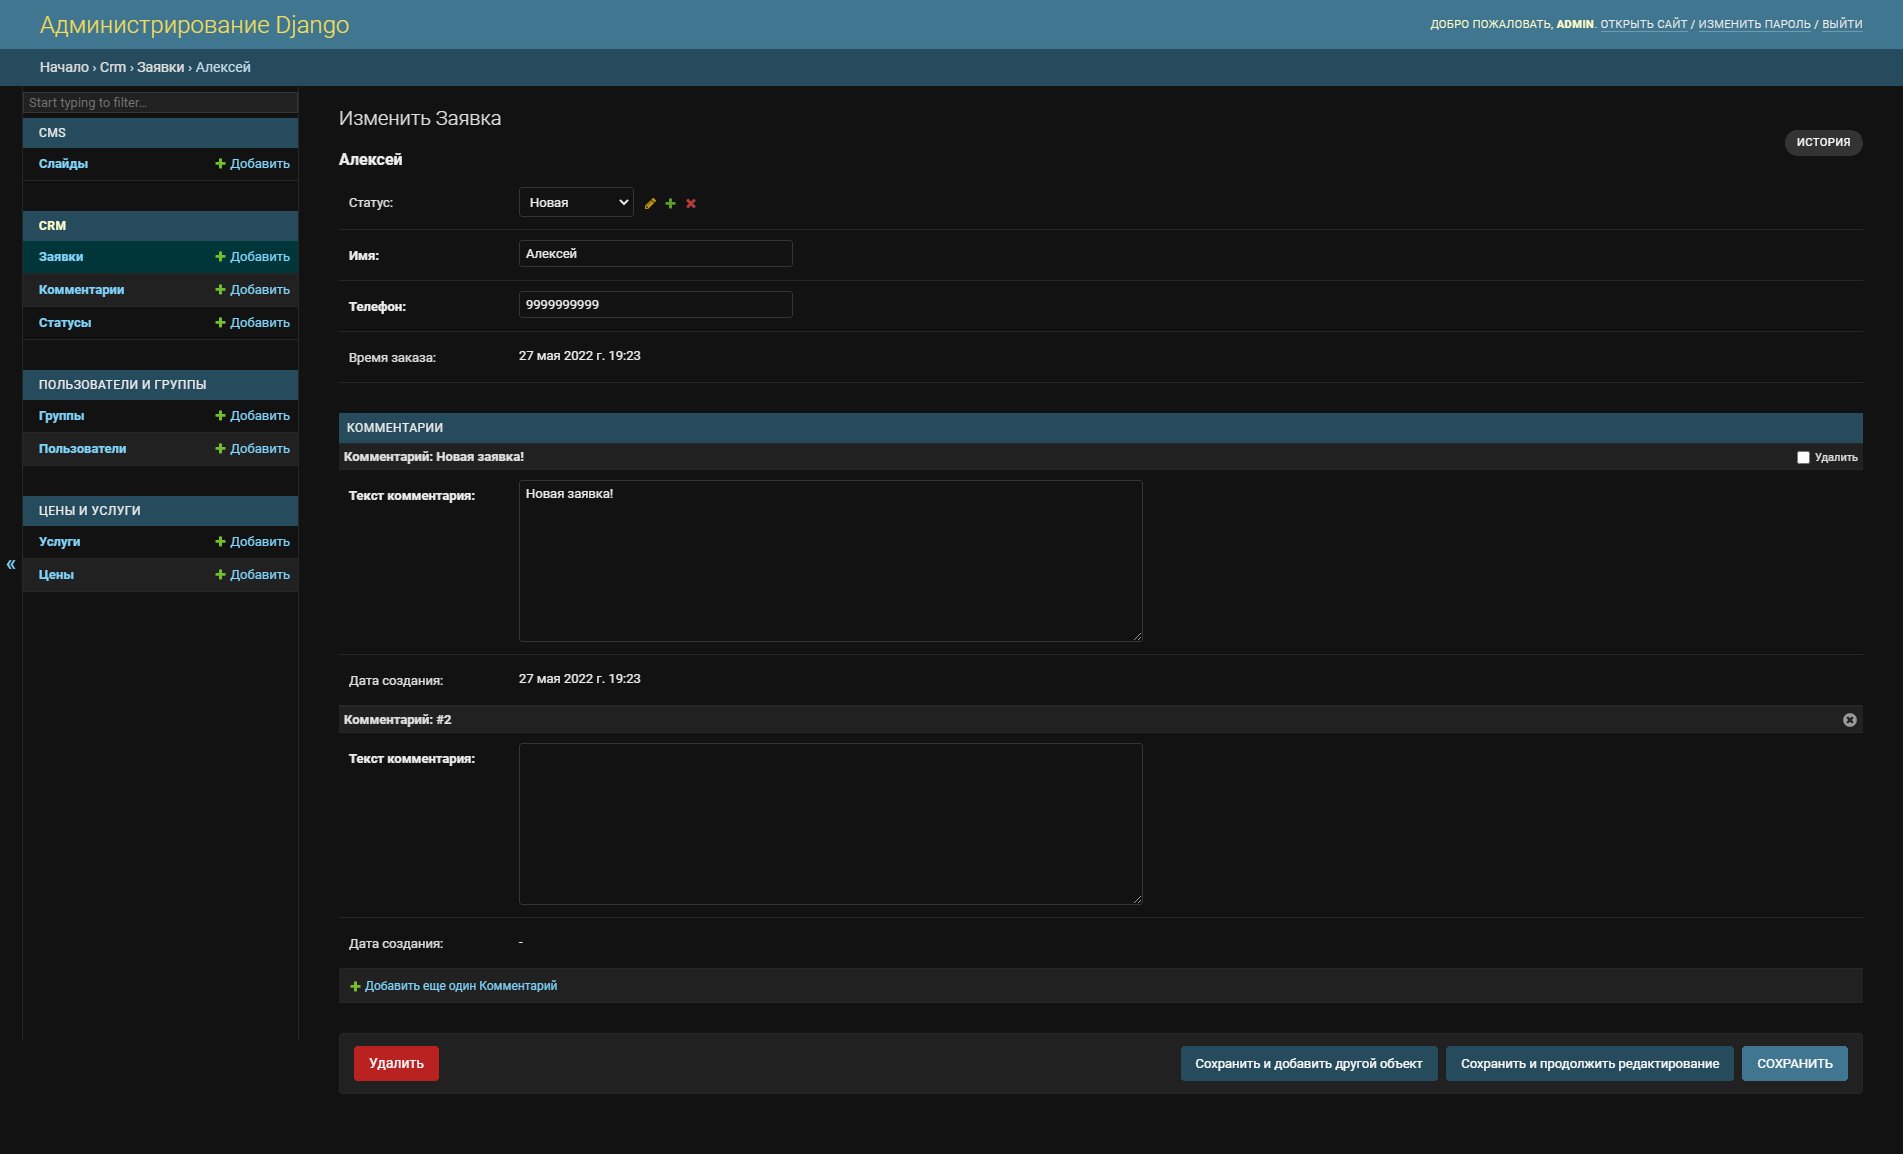 Администрирование Django
ДОБРО ПОЖАЛОВАТЬ, ADMIN. ОТКРЫТЬ САЙТ / ИЗМЕНИТЬ ПАРОЛЬ / ВЫЙТИ
Начало › Crm › Заявки › Алексей
Start typing to filter...
CMS
Слайды Добавить
CRM
Заявки Добавить
Комментарии Добавить
Статусы Добавить
ПОЛЬЗОВАТЕЛИ И ГРУППЫ
Группы Добавить
Пользователи Добавить
ЦЕНЫ И УСЛУГИ
Услуги Добавить
Цены Добавить
«
Изменить Заявка
ИСТОРИЯ
Алексей
Статус: Новая
Имя: Алексей
Телефон: 9999999999
Время заказа: 27 мая 2022 г. 19:23
КОММЕНТАРИИ
Комментарий: Новая заявка! Удалить
Текст комментария: Новая заявка!
Дата создания: 27 мая 2022 г. 19:23
Комментарий: #2
Текст комментария:
Дата создания: -
Добавить еще один Комментарий
Удалить Сохранить и добавить другой объект Сохранить и продолжить редактирование СОХРАНИТЬ